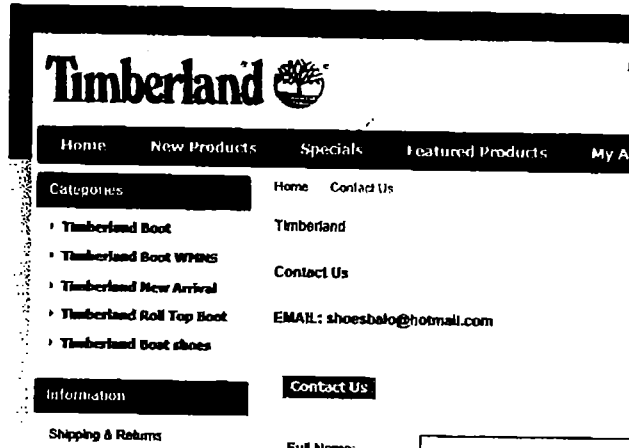 Timberland
Home New Products Specials Featured Products My A
Categories
Timberland Boot
Timberland Boot WMNS
Timberland New Arrival
Timberland Roll Top Boot
Timberland Boat shoes
Information
Shipping & Returns
Home Contact Us
Timberland
Contact Us
EMAIL: shoesbalo@hotmail.com
Contact Us
Full Name: